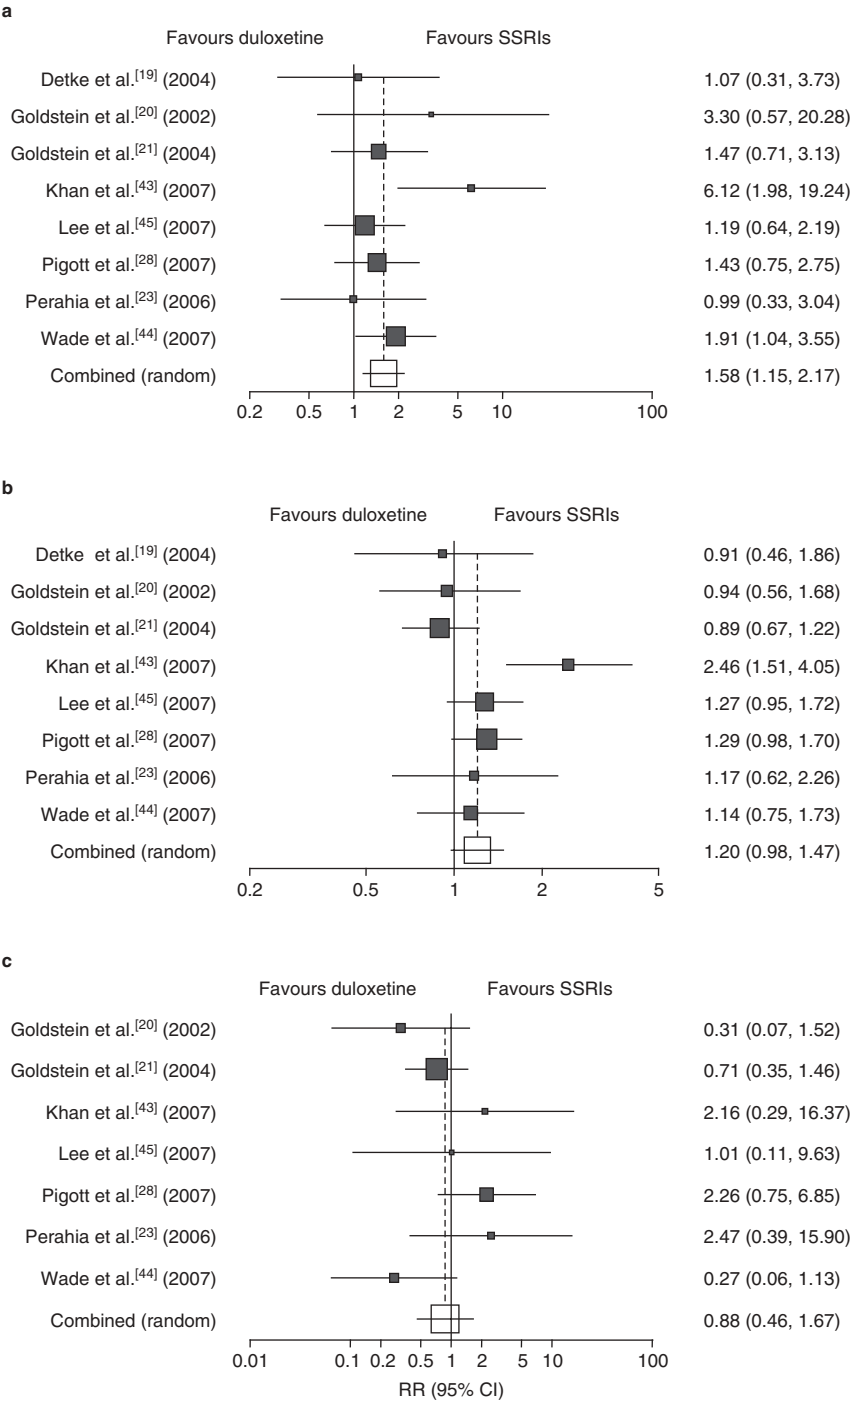 a
Favours duloxetine Favours SSRIs
Detke et al.[19] (2004) 1.07 (0.31, 3.73)
Goldstein et al.[20] (2002) 3.30 (0.57, 20.28)
Goldstein et al.[21] (2004) 1.47 (0.71, 3.13)
Khan et al.[43] (2007) 6.12 (1.98, 19.24)
Lee et al.[45] (2007) 1.19 (0.64, 2.19)
Pigott et al.[28] (2007) 1.43 (0.75, 2.75)
Perahia et al.[23] (2006) 0.99 (0.33, 3.04)
Wade et al.[44] (2007) 1.91 (1.04, 3.55)
Combined (random) 1.58 (1.15, 2.17)
0.2 0.5 1 2 5 10 100
b
Favours duloxetine Favours SSRIs
Detke et al.[19] (2004) 0.91 (0.46, 1.86)
Goldstein et al.[20] (2002) 0.94 (0.56, 1.68)
Goldstein et al.[21] (2004) 0.89 (0.67, 1.22)
Khan et al.[43] (2007) 2.46 (1.51, 4.05)
Lee et al.[45] (2007) 1.27 (0.95, 1.72)
Pigott et al.[28] (2007) 1.29 (0.98, 1.70)
Perahia et al.[23] (2006) 1.17 (0.62, 2.26)
Wade et al.[44] (2007) 1.14 (0.75, 1.73)
Combined (random) 1.20 (0.98, 1.47)
0.2 0.5 1 2 5
c
Favours duloxetine Favours SSRIs
Goldstein et al.[20] (2002) 0.31 (0.07, 1.52)
Goldstein et al.[21] (2004) 0.71 (0.35, 1.46)
Khan et al.[43] (2007) 2.16 (0.29, 16.37)
Lee et al.[45] (2007) 1.01 (0.11, 9.63)
Pigott et al.[28] (2007) 2.26 (0.75, 6.85)
Perahia et al.[23] (2006) 2.47 (0.39, 15.90)
Wade et al.[44] (2007) 0.27 (0.06, 1.13)
Combined (random) 0.88 (0.46, 1.67)
0.01 0.1 0.2 0.5 1 2 5 10 100
RR (95% CI)